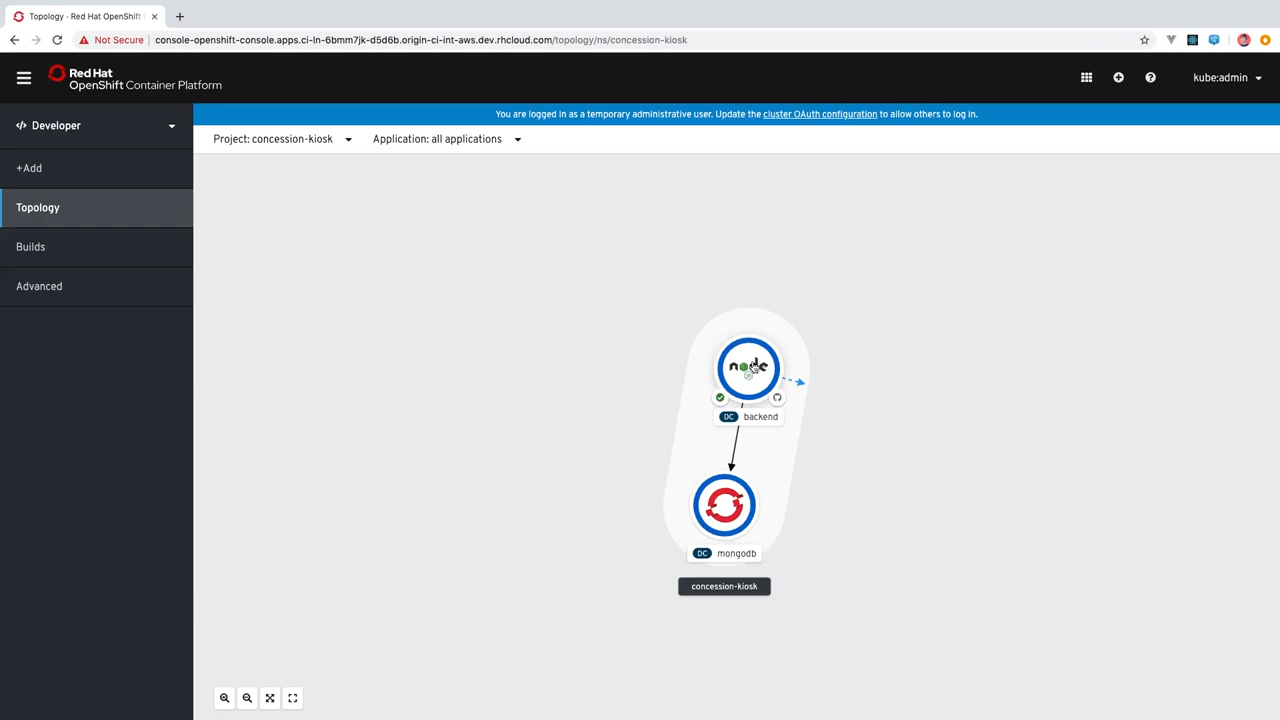 Topology · Red Hat OpenShift
Not Secure
console-openshift-console.apps.ci-ln-6bmm7jk-d5d6b.origin-ci-int-aws.dev.rhcloud.com/topology/ns/concession-kiosk
Red Hat
OpenShift Container Platform
kube:admin
You are logged in as a temporary administrative user. Update the cluster OAuth configuration to allow others to log in.
Developer
Project: concession-kiosk
Application: all applications
+Add
Topology
Builds
Advanced
node
DC backend
DC mongodb
concession-kiosk